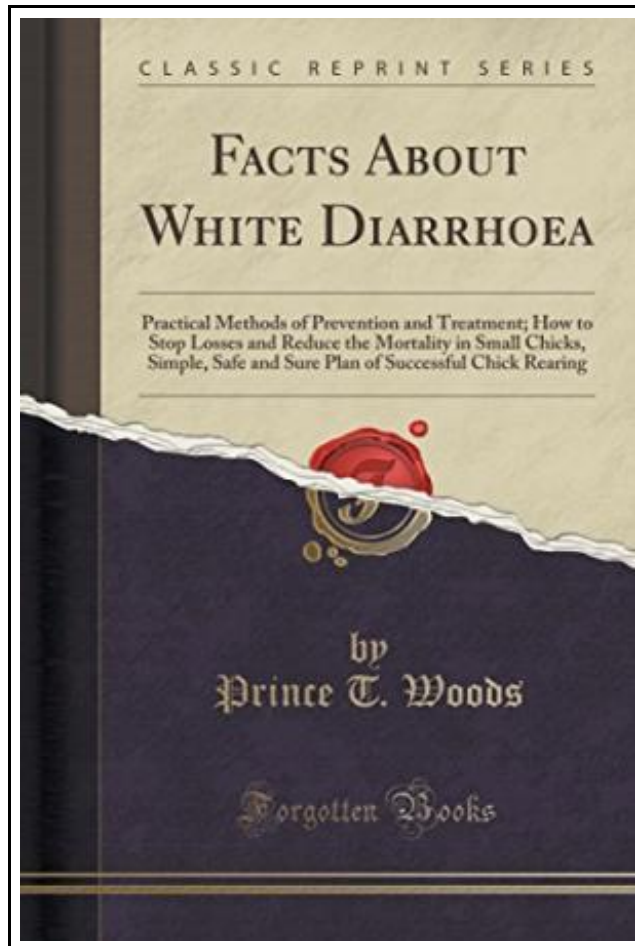 CLASSIC REPRINT SERIES
FACTS ABOUT
WHITE DIARRHOEA
Practical Methods of Prevention and Treatment; How to
Stop Losses and Reduce the Mortality in Small Chicks,
Simple, Safe and Sure Plan of Successful Chick Rearing
by
Prince T. Woods
Forgotten Books